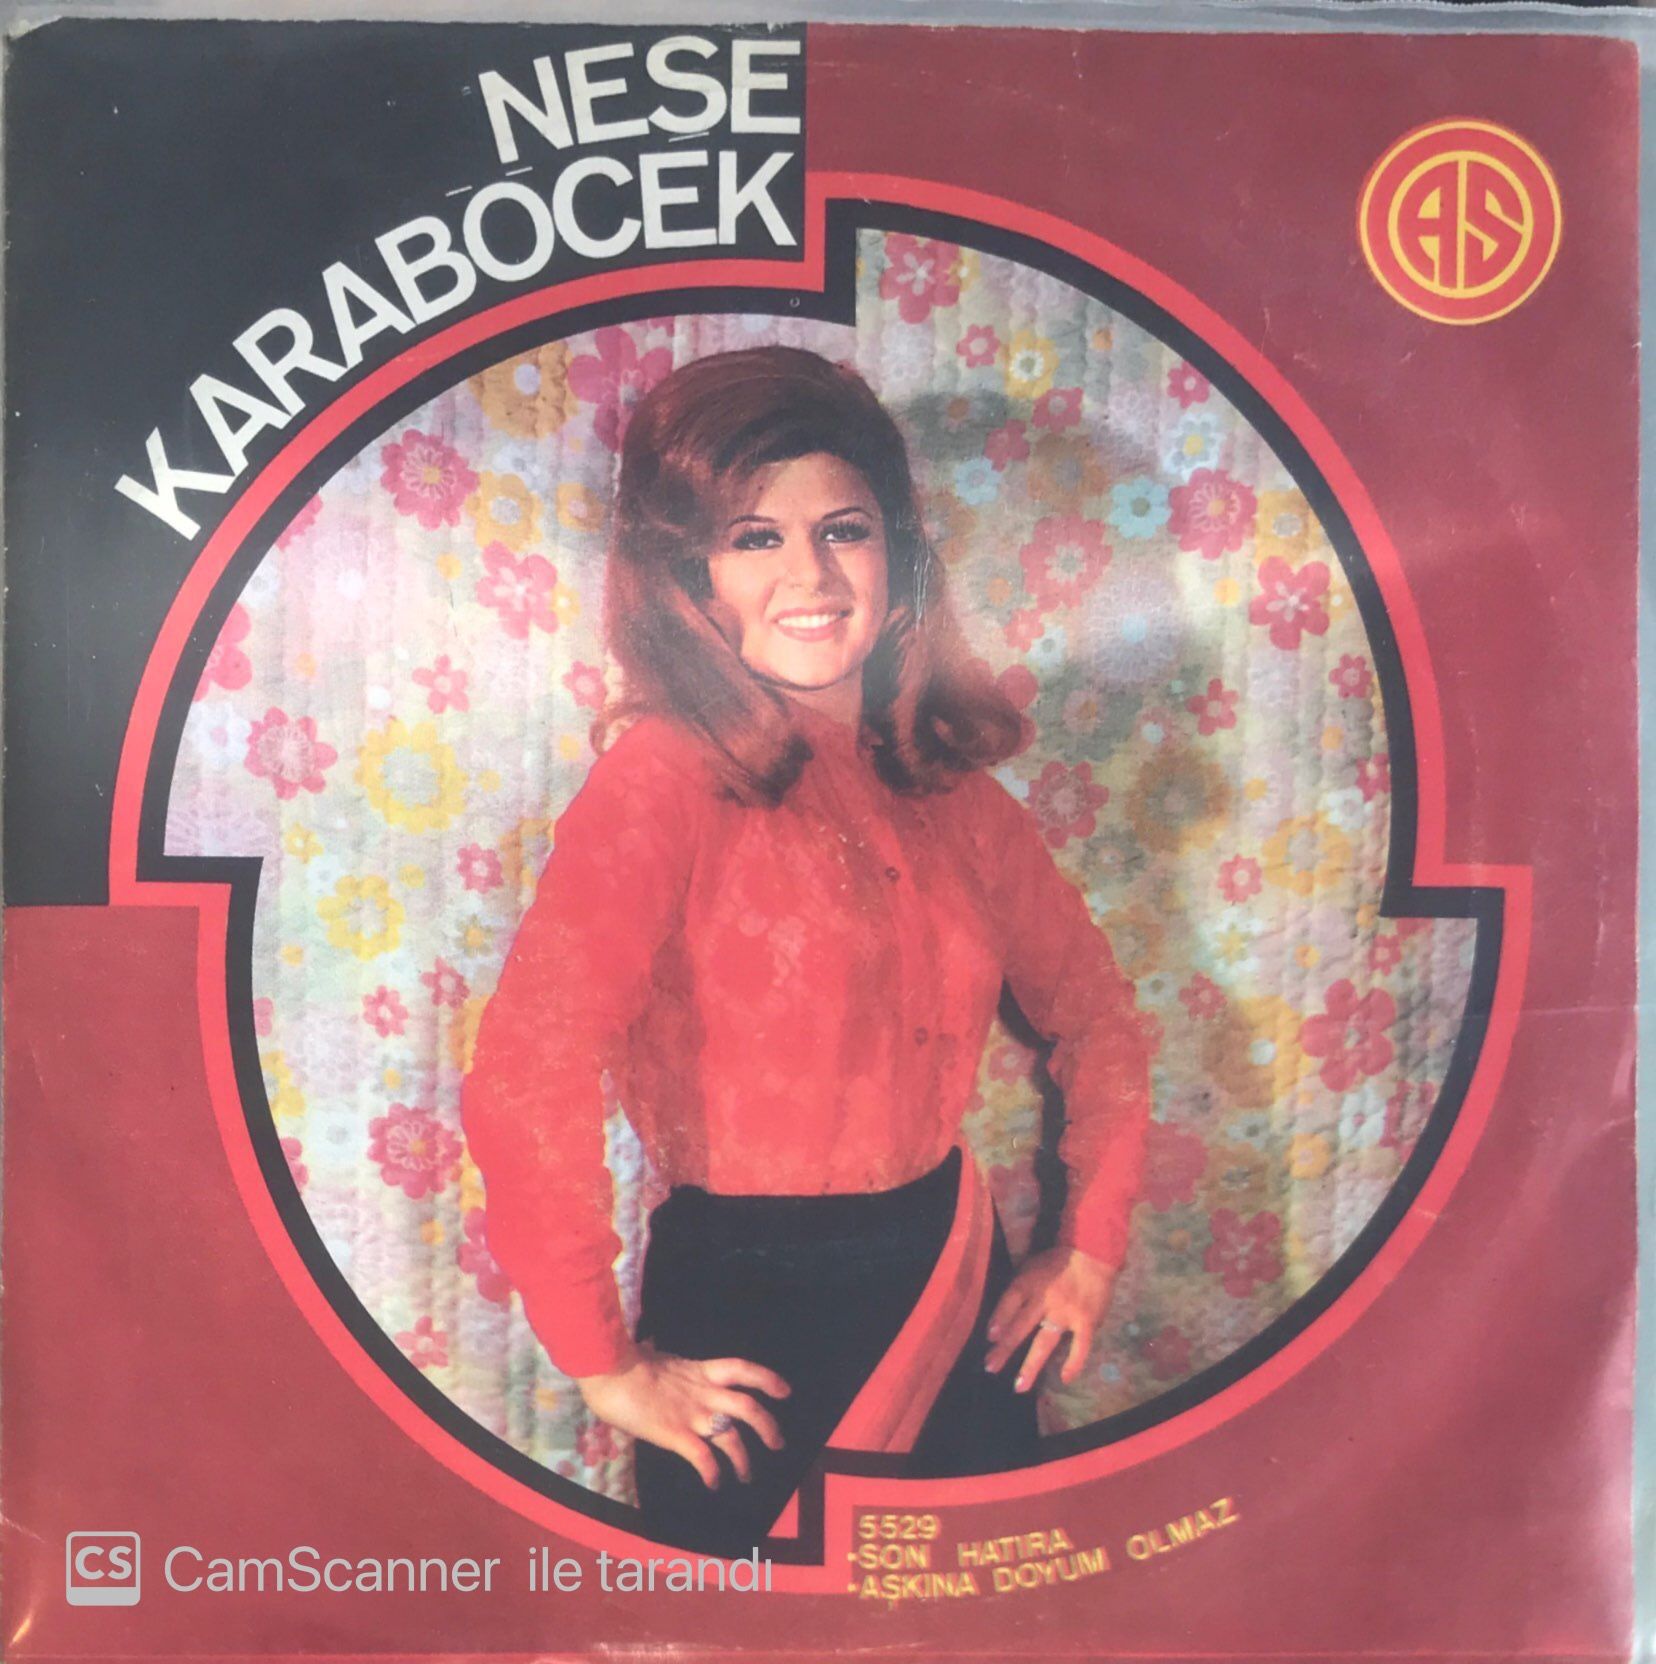 NEŞE
KARABÖCEK
AS
5529
•SON HATIRA
•AŞKINA DOYUM OLMAZ
CS CamScanner ile tarandı